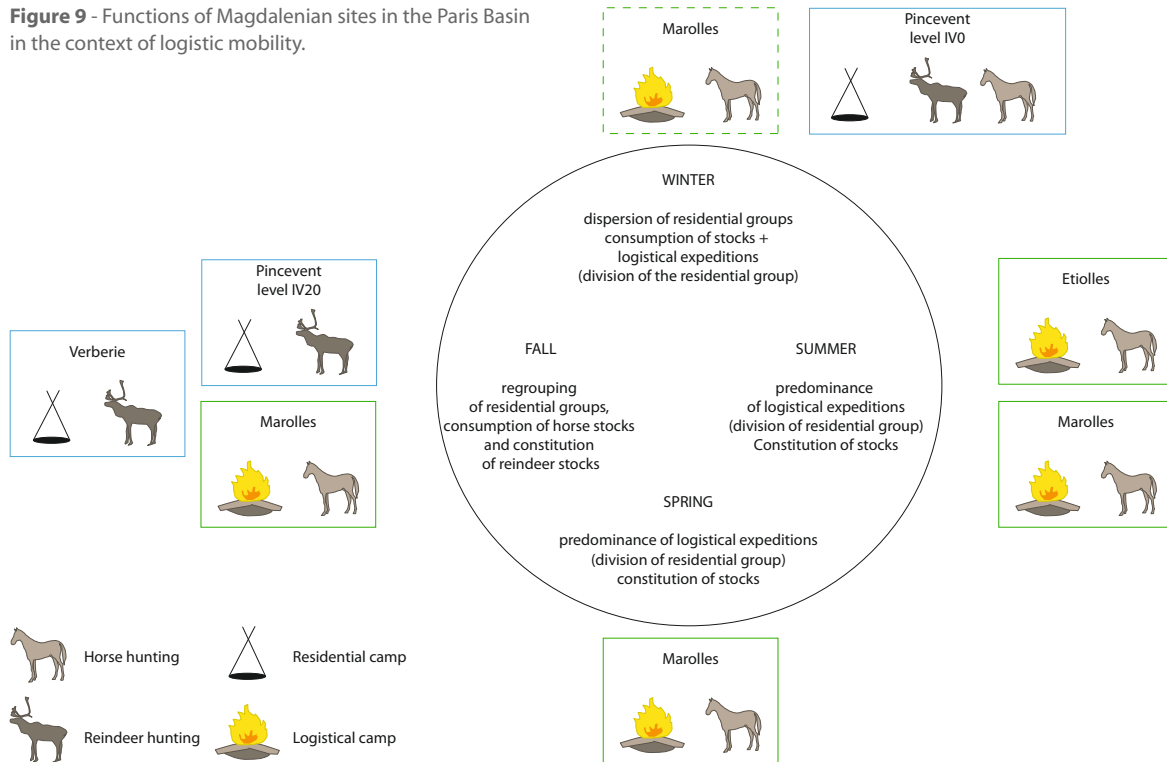 Figure 9 - Functions of Magdalenian sites in the Paris Basin
in the context of logistic mobility.
Marolles
Pincevent
level IV0
WINTER
dispersion of residential groups
consumption of stocks +
logistical expeditions
(division of the residential group)
Pincevent
level IV20
Verberie
Marolles
FALL
regrouping
of residential groups,
consumption of horse stocks
and constitution
of reindeer stocks
SUMMER
predominance
of logistical expeditions
(division of residential group)
Constitution of stocks
Etiolles
Marolles
SPRING
predominance of logistical expeditions
(division of residential group)
constitution of stocks
Marolles
Horse hunting
Residential camp
Reindeer hunting
Logistical camp